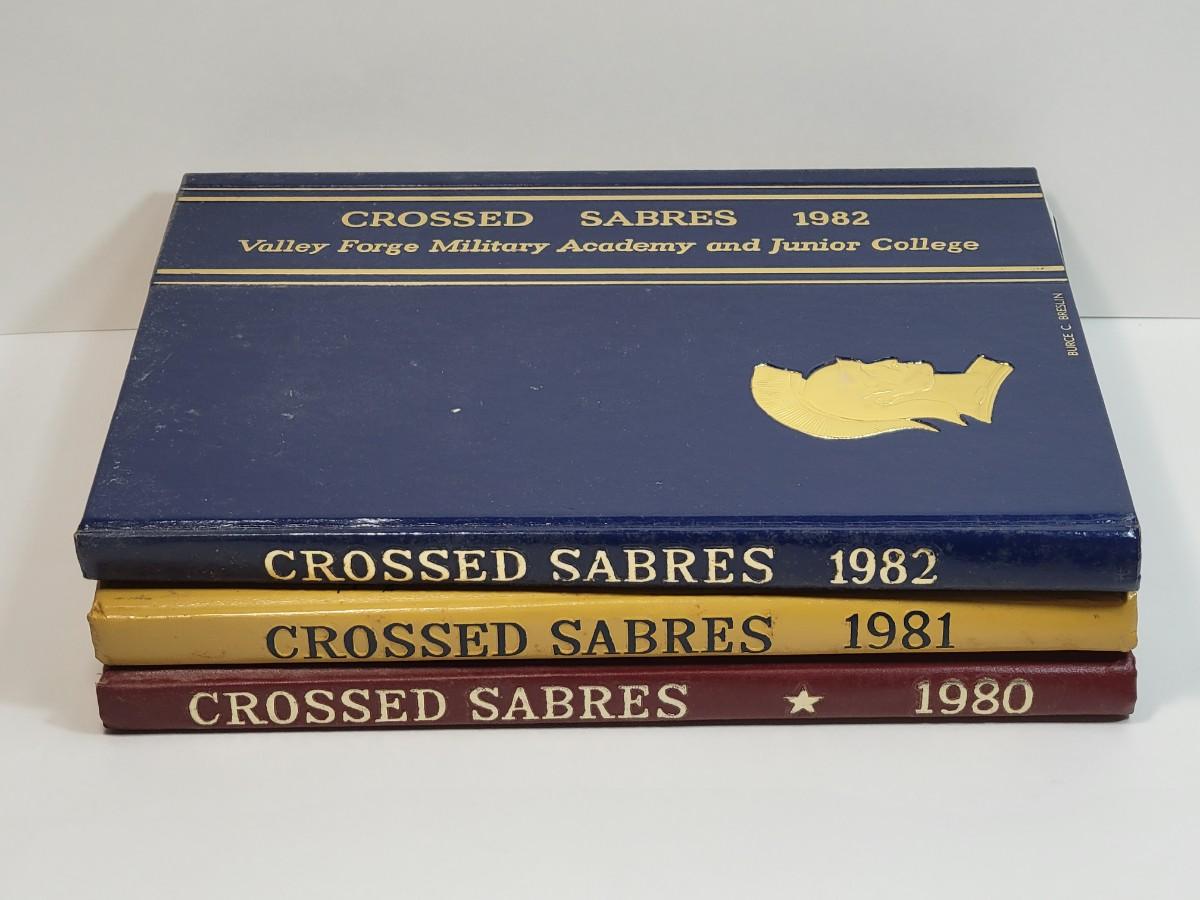 CROSSED SABRES 1982
Valley Forge Military Academy and Junior College
BURCE C. BRESLIN
CROSSED SABRES 1982
CROSSED SABRES 1981
CROSSED SABRES ★ 1980